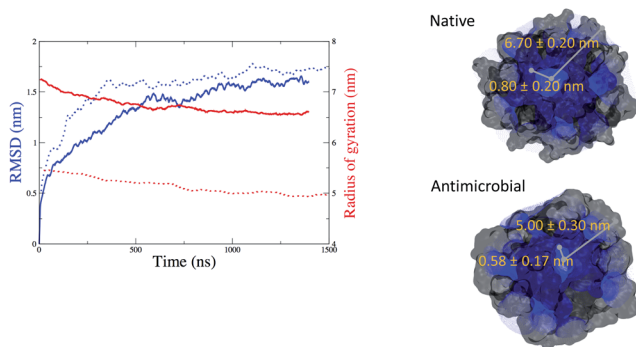 2
1.5
1
0.5
0
RMSD (nm)
8
7
6
5
4
Radius of gyration (nm)
0
500
1000
1500
Time (ns)
Native
6.70 ± 0.20 nm
0.80 ± 0.20 nm
Antimicrobial
5.00 ± 0.30 nm
0.58 ± 0.17 nm